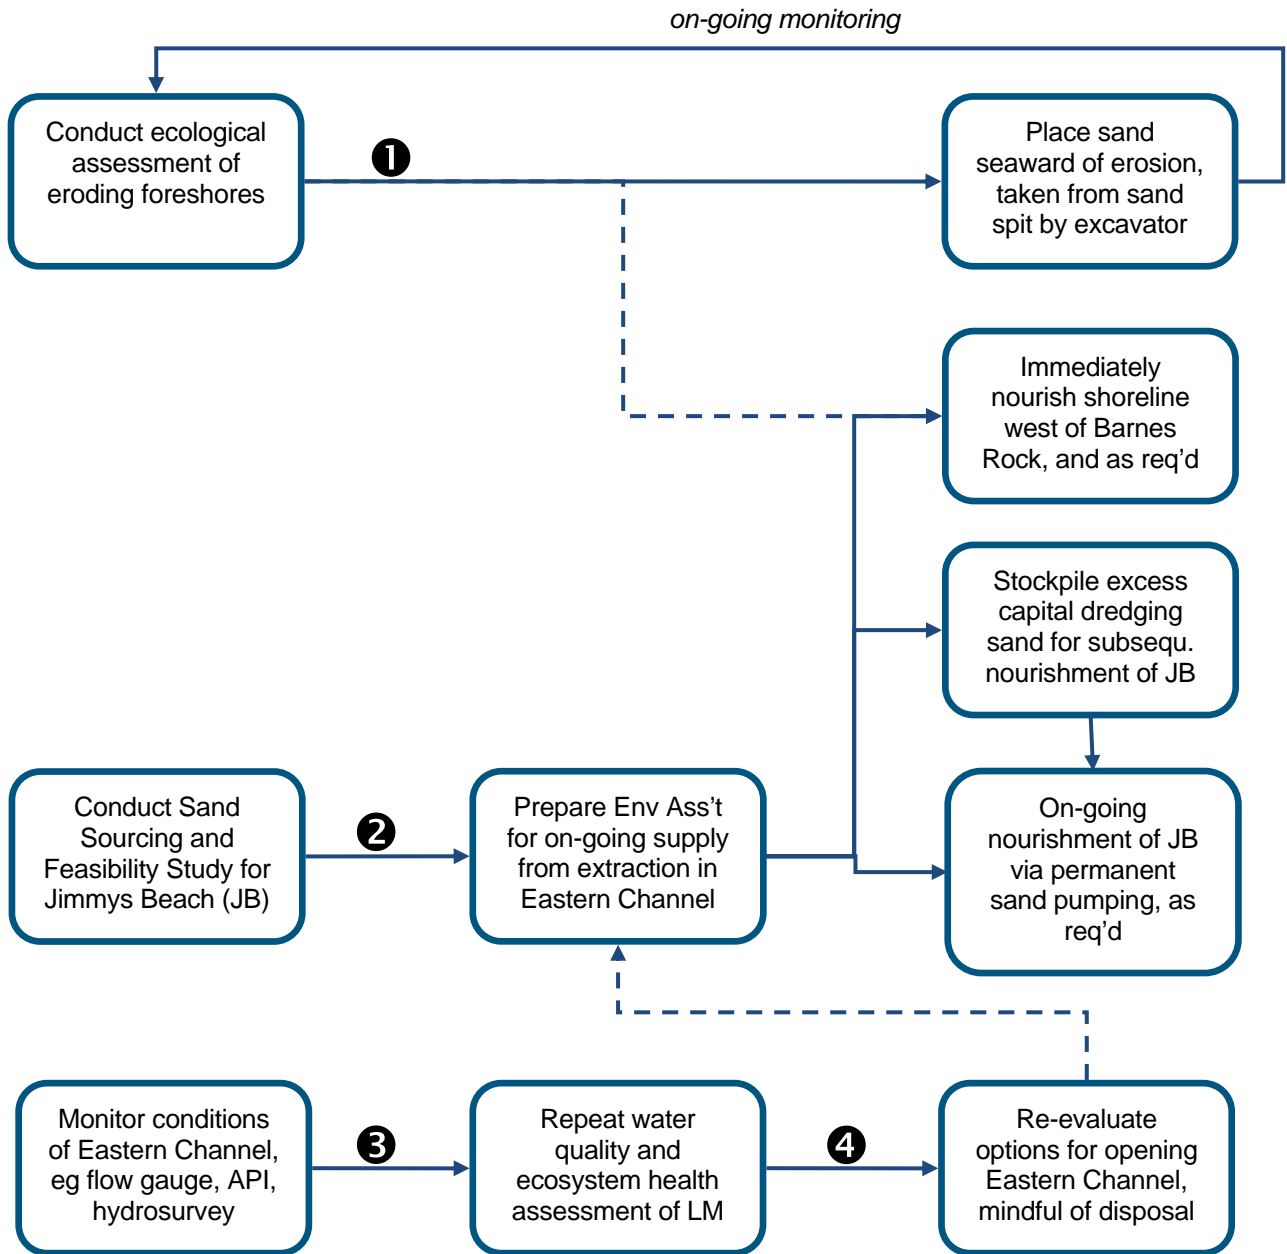 on-going monitoring
Conduct ecological
assessment of
eroding foreshores
❶
Place sand
seaward of erosion,
taken from sand
spit by excavator
Immediately
nourish shoreline
west of Barnes
Rock, and as req'd
Stockpile excess
capital dredging
sand for subsequ.
nourishment of JB
Conduct Sand
Sourcing and
Feasibility Study for
Jimmys Beach (JB)
❷
Prepare Env Ass't
for on-going supply
from extraction in
Eastern Channel
On-going
nourishment of JB
via permanent
sand pumping, as
req'd
Monitor conditions
of Eastern Channel,
eg flow gauge, API,
hydrosurvey
❸
Repeat water
quality and
ecosystem health
assessment of LM
❹
Re-evaluate
options for opening
Eastern Channel,
mindful of disposal